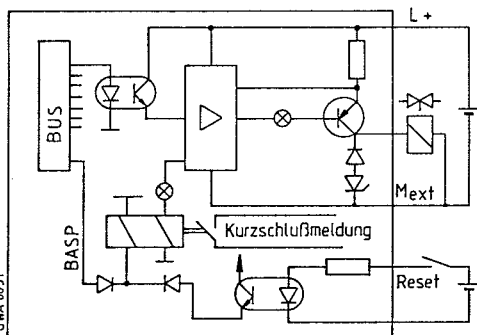 L+
BUS
Mext
BASP
Kurzschlußmeldung
Reset